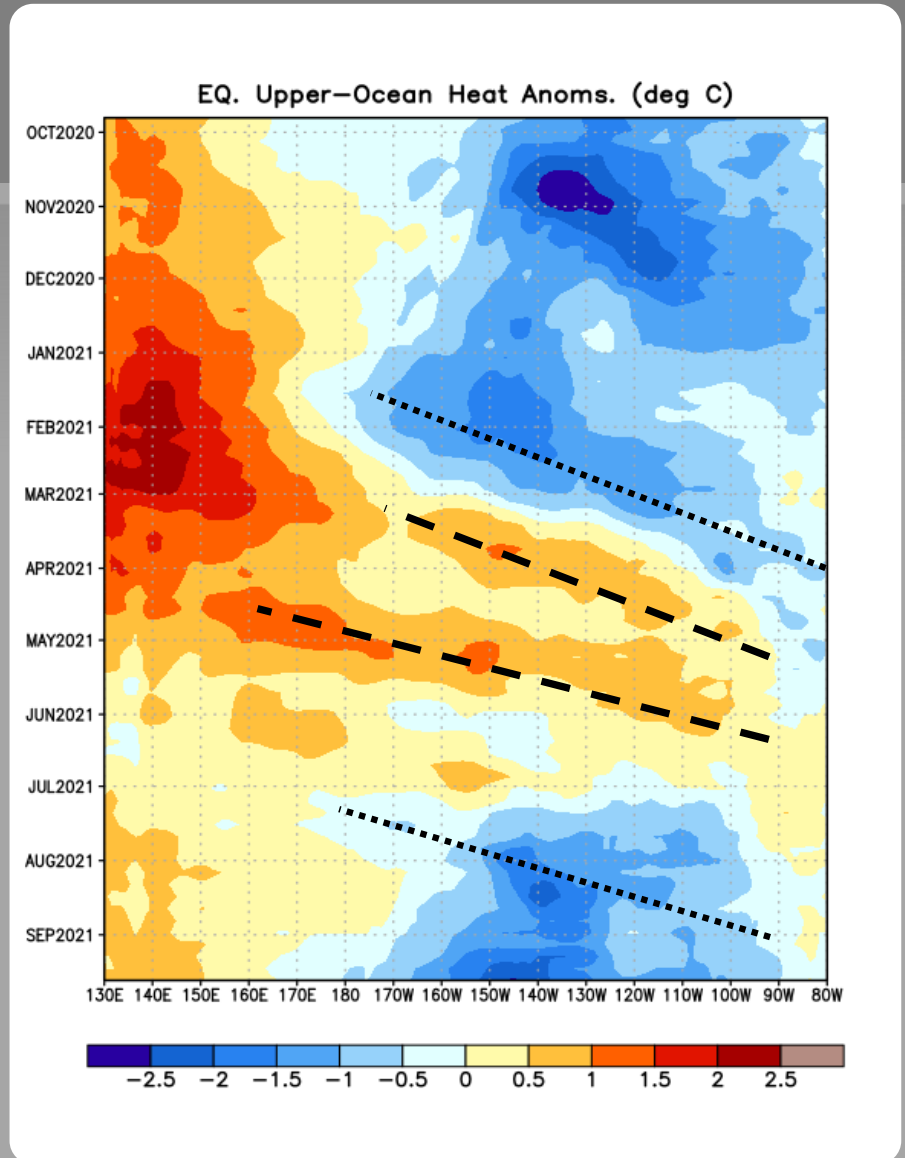 EQ. Upper-Ocean Heat Anoms. (deg C)
OCT2020
NOV2020
DEC2020
JAN2021
FEB2021
MAR2021
APR2021
MAY2021
JUN2021
JUL2021
AUG2021
SEP2021
130E 140E 150E 160E 170E 180 170W 160W 150W 140W 130W 120W 110W 100W 90W 80W
-2.5 -2 -1.5 -1 -0.5 0 0.5 1 1.5 2 2.5